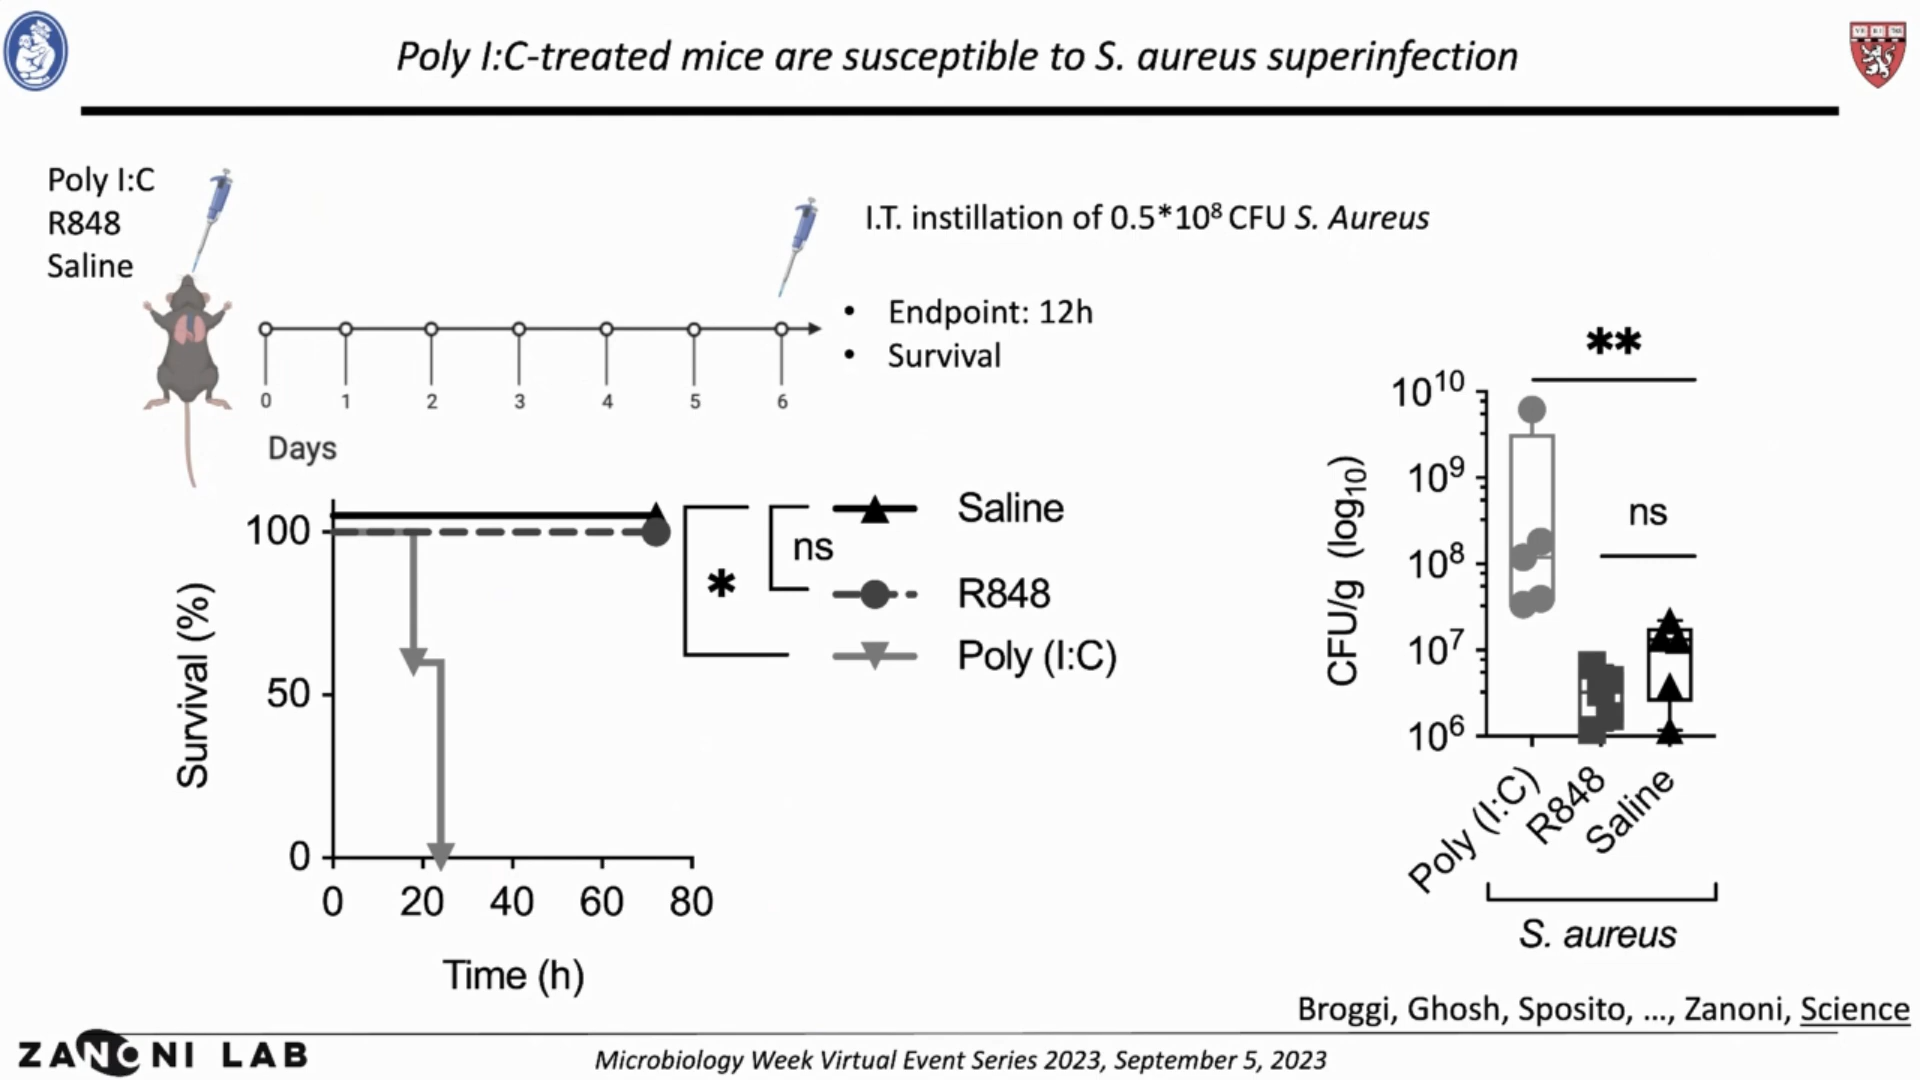 Poly I:C-treated mice are susceptible to S. aureus superinfection
Poly I:C
R848
Saline
I.T. instillation of 0.5*10⁸ CFU S. Aureus
• Endpoint: 12h
• Survival
0 1 2 3 4 5 6
Days
100
50
0
Survival (%)
0 20 40 60 80
Time (h)
*
ns
Saline
R848
Poly (I:C)
**
ns
10¹⁰
10⁹
10⁸
10⁷
10⁶
CFU/g (log₁₀)
Poly (I:C)
R848
Saline
S. aureus
Broggi, Ghosh, Sposito, ..., Zanoni, Science
ZANONI LAB
Microbiology Week Virtual Event Series 2023, September 5, 2023